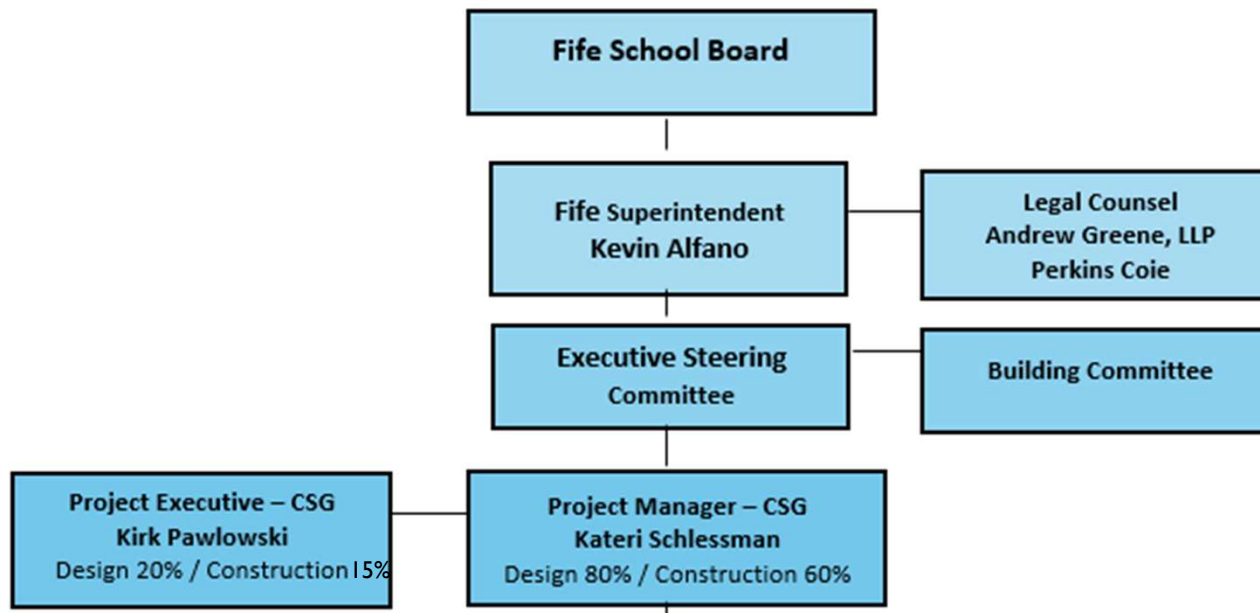 Fife School Board
Fife Superintendent
Kevin Alfano
Legal Counsel
Andrew Greene, LLP
Perkins Coie
Executive Steering
Committee
Building Committee
Project Executive – CSG
Kirk Pawlowski
Design 20% / Construction 15%
Project Manager – CSG
Kateri Schlessman
Design 80% / Construction 60%